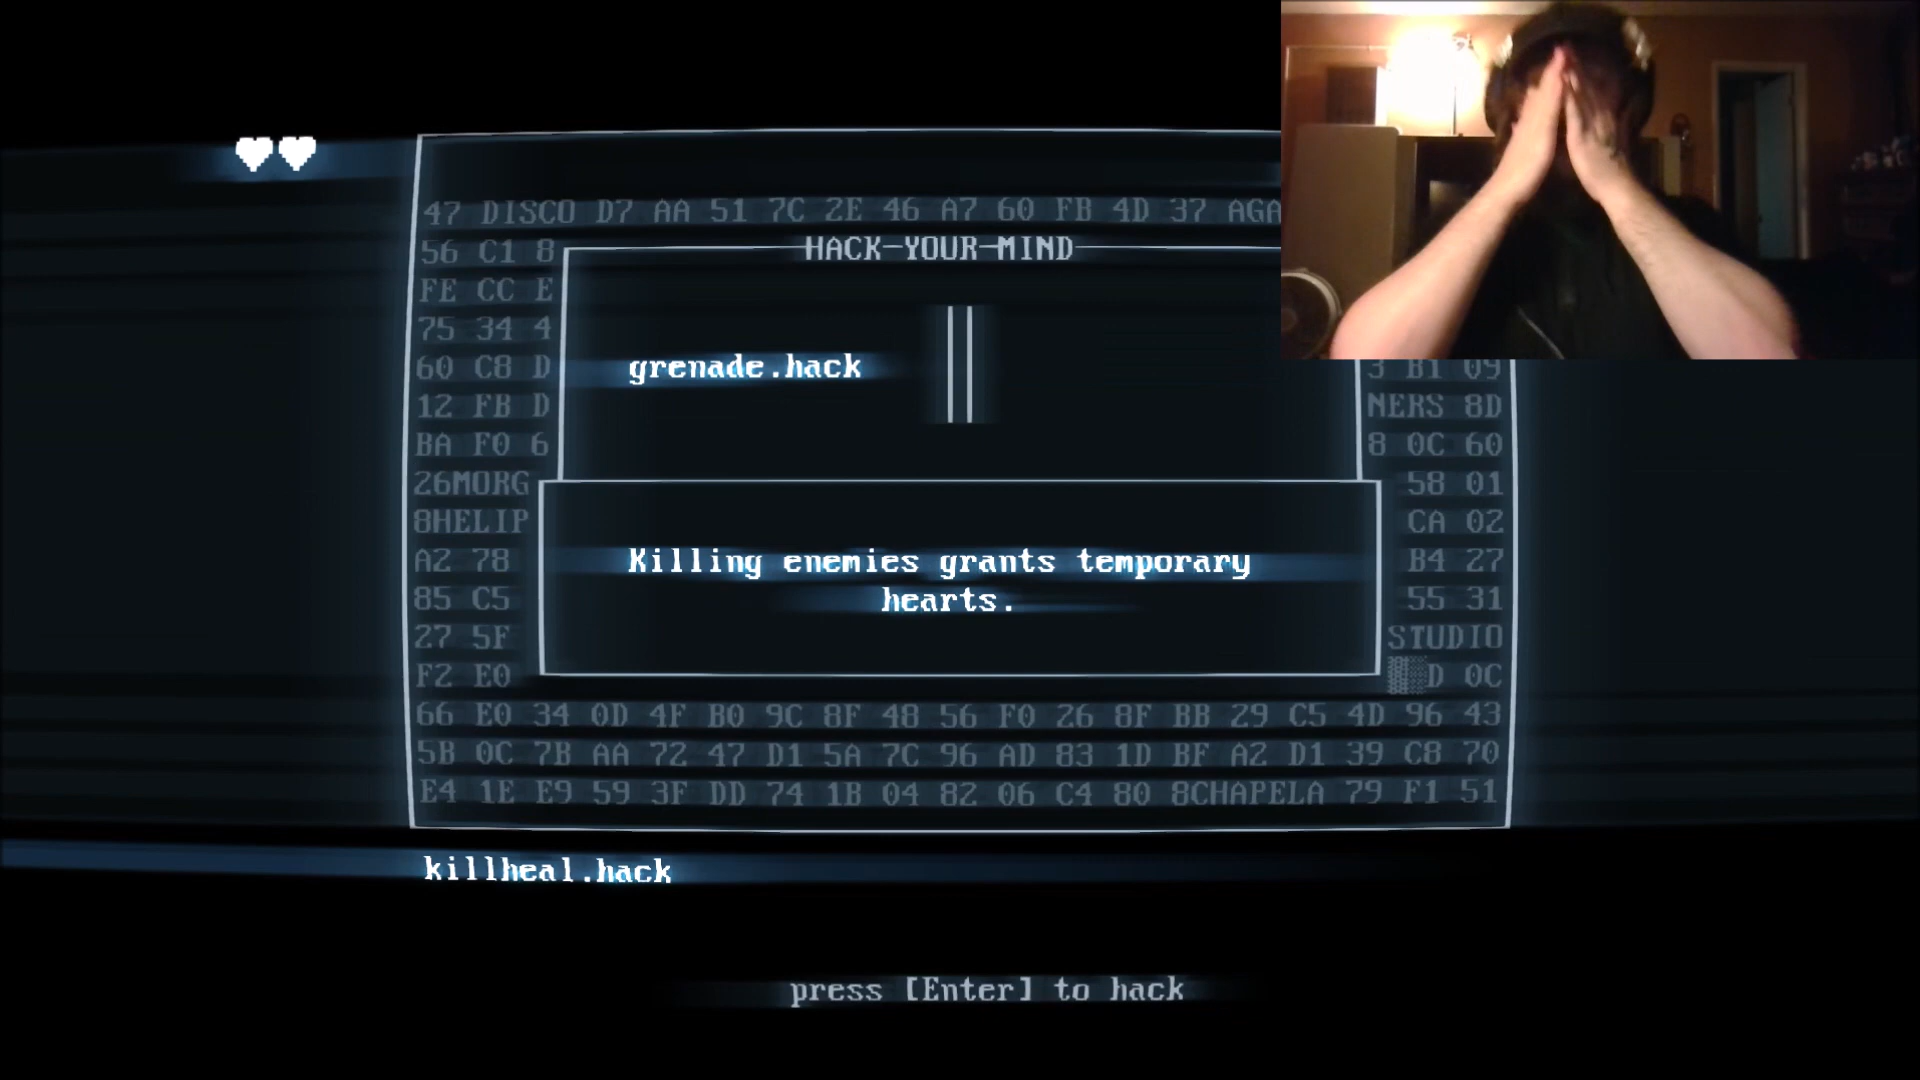 47 DISCO D7 AA 51 7C 2E 46 A7 60 FB 4D 37 AGA
56 C1 8
HACK-YOUR-MIND
FE CC E
75 34 4
60 C8 D
grenade.hack
3 B1 09
12 FB D
NERS 8D
BA F0 6
8 0C 60
26MORG
58 01
8HELIP
CA 02
A2 78
Killing enemies grants temporary
B4 27
85 C5
hearts.
55 31
27 5F
STUDIO
F2 E0
D 0C
66 E0 34 0D 4F B0 9C 8F 48 56 F0 26 8F BB 29 C5 4D 96 43
5B 0C 7B AA 72 47 D1 5A 7C 96 AD 83 1D BF A2 D1 39 C8 70
E4 1E E9 59 3F DD 74 1B 04 82 06 C4 80 8CHAPELA 79 F1 51
killheal.hack
press [Enter] to hack